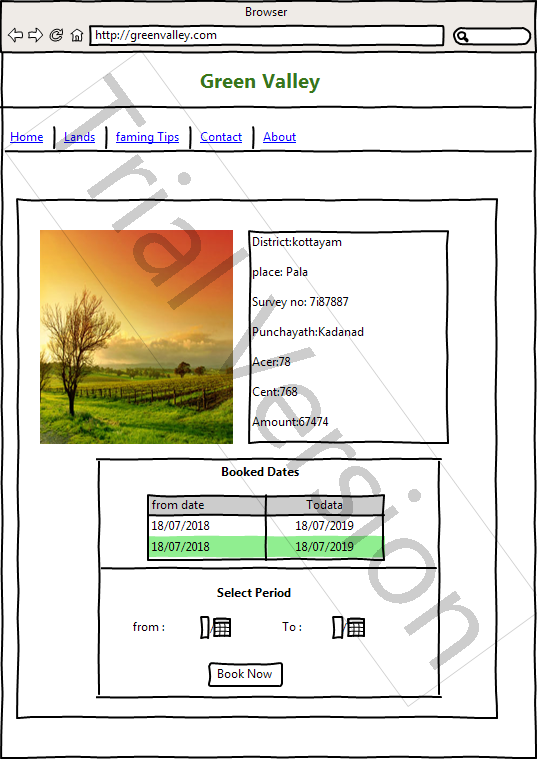 Browser
http://greenvalley.com
Green Valley
Home Lands faming Tips Contact About
District:kottayam
place: Pala
Survey no: 7i87887
Punchayath:Kadanad
Acer:78
Cent:768
Amount:67474
Booked Dates
from date Todata
18/07/2018 18/07/2019
18/07/2018 18/07/2019
Select Period
from : / To : /
Book Now
Trial Version